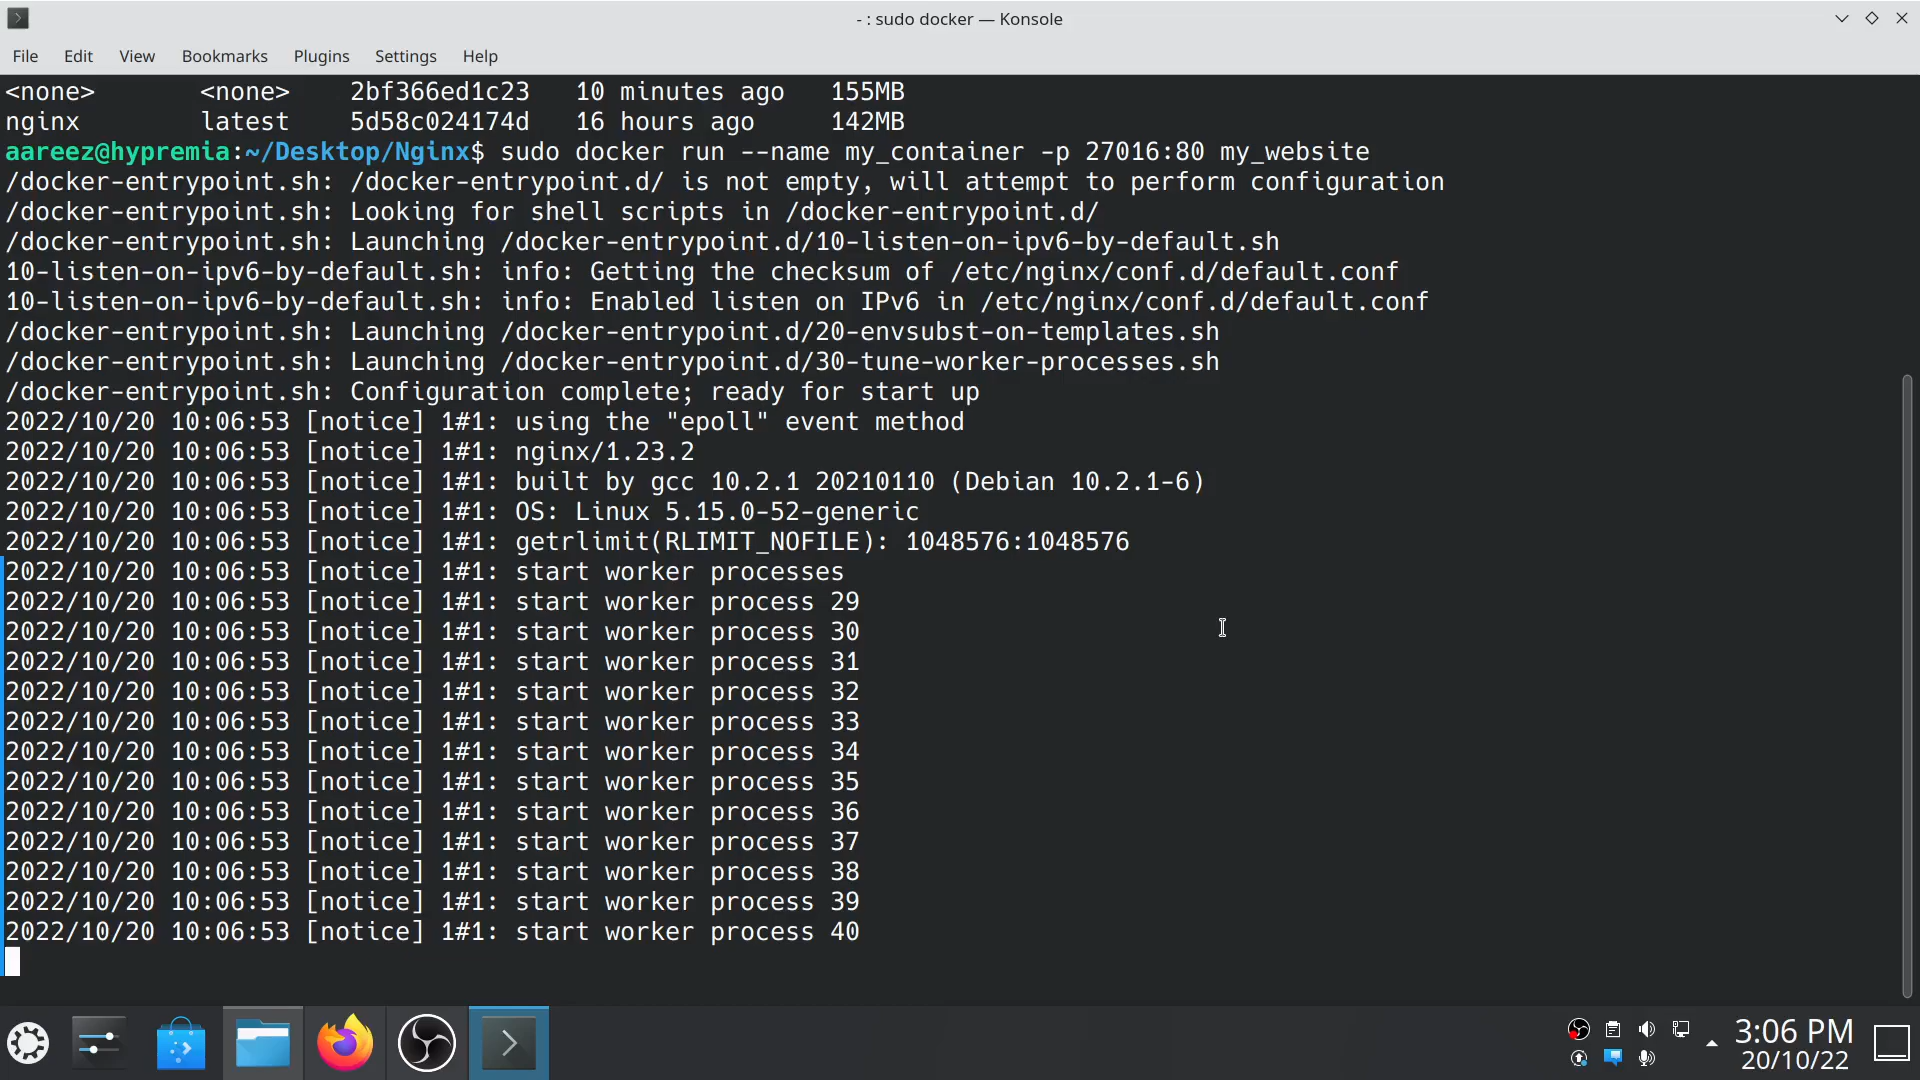 - : sudo docker — Konsole
File Edit View Bookmarks Plugins Settings Help
<none> <none> 2bf366ed1c23 10 minutes ago 155MB
nginx latest 5d58c024174d 16 hours ago 142MB
aareez@hypremia:~/Desktop/Nginx$ sudo docker run --name my_container -p 27016:80 my_website
/docker-entrypoint.sh: /docker-entrypoint.d/ is not empty, will attempt to perform configuration
/docker-entrypoint.sh: Looking for shell scripts in /docker-entrypoint.d/
/docker-entrypoint.sh: Launching /docker-entrypoint.d/10-listen-on-ipv6-by-default.sh
10-listen-on-ipv6-by-default.sh: info: Getting the checksum of /etc/nginx/conf.d/default.conf
10-listen-on-ipv6-by-default.sh: info: Enabled listen on IPv6 in /etc/nginx/conf.d/default.conf
/docker-entrypoint.sh: Launching /docker-entrypoint.d/20-envsubst-on-templates.sh
/docker-entrypoint.sh: Launching /docker-entrypoint.d/30-tune-worker-processes.sh
/docker-entrypoint.sh: Configuration complete; ready for start up
2022/10/20 10:06:53 [notice] 1#1: using the "epoll" event method
2022/10/20 10:06:53 [notice] 1#1: nginx/1.23.2
2022/10/20 10:06:53 [notice] 1#1: built by gcc 10.2.1 20210110 (Debian 10.2.1-6)
2022/10/20 10:06:53 [notice] 1#1: OS: Linux 5.15.0-52-generic
2022/10/20 10:06:53 [notice] 1#1: getrlimit(RLIMIT_NOFILE): 1048576:1048576
2022/10/20 10:06:53 [notice] 1#1: start worker processes
2022/10/20 10:06:53 [notice] 1#1: start worker process 29
2022/10/20 10:06:53 [notice] 1#1: start worker process 30
2022/10/20 10:06:53 [notice] 1#1: start worker process 31
2022/10/20 10:06:53 [notice] 1#1: start worker process 32
2022/10/20 10:06:53 [notice] 1#1: start worker process 33
2022/10/20 10:06:53 [notice] 1#1: start worker process 34
2022/10/20 10:06:53 [notice] 1#1: start worker process 35
2022/10/20 10:06:53 [notice] 1#1: start worker process 36
2022/10/20 10:06:53 [notice] 1#1: start worker process 37
2022/10/20 10:06:53 [notice] 1#1: start worker process 38
2022/10/20 10:06:53 [notice] 1#1: start worker process 39
2022/10/20 10:06:53 [notice] 1#1: start worker process 40
3:06 PM
20/10/22